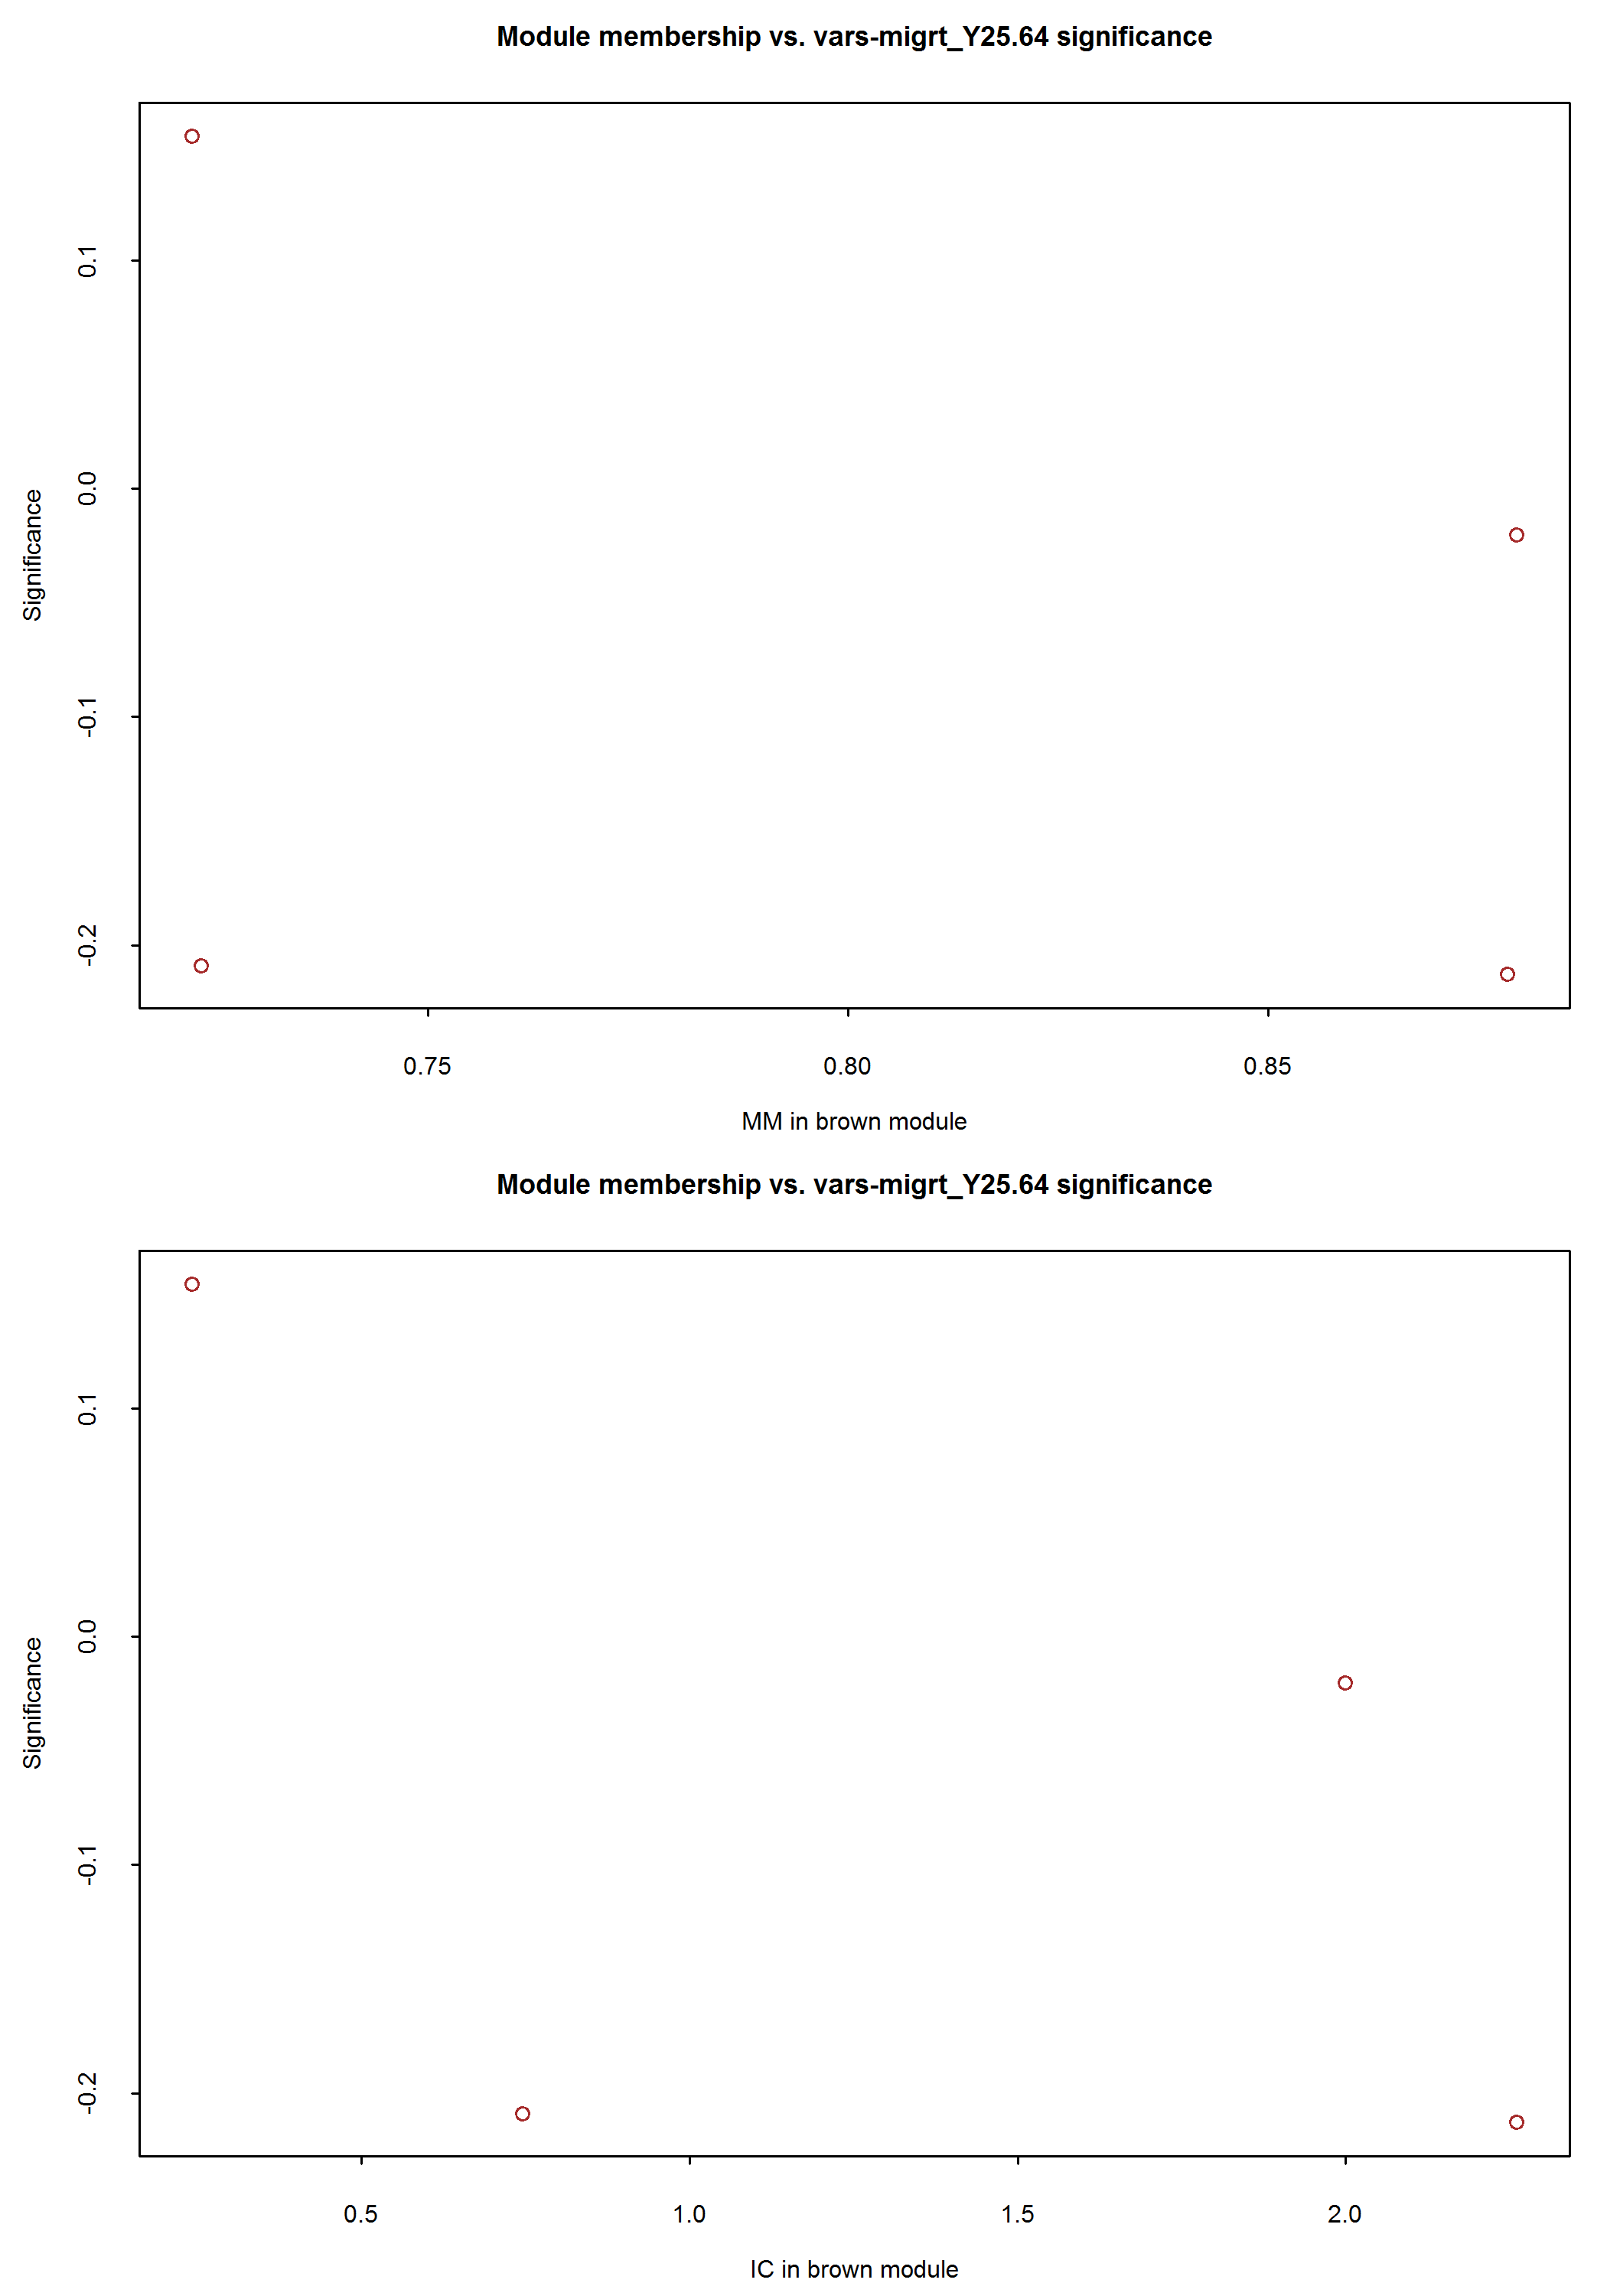 Module membership vs. vars-migrt_Y25.64 significance
Significance
0.1
0.0
-0.1
-0.2
0.75 0.80 0.85
MM in brown module
Module membership vs. vars-migrt_Y25.64 significance
Significance
0.1
0.0
-0.1
-0.2
0.5 1.0 1.5 2.0
IC in brown module